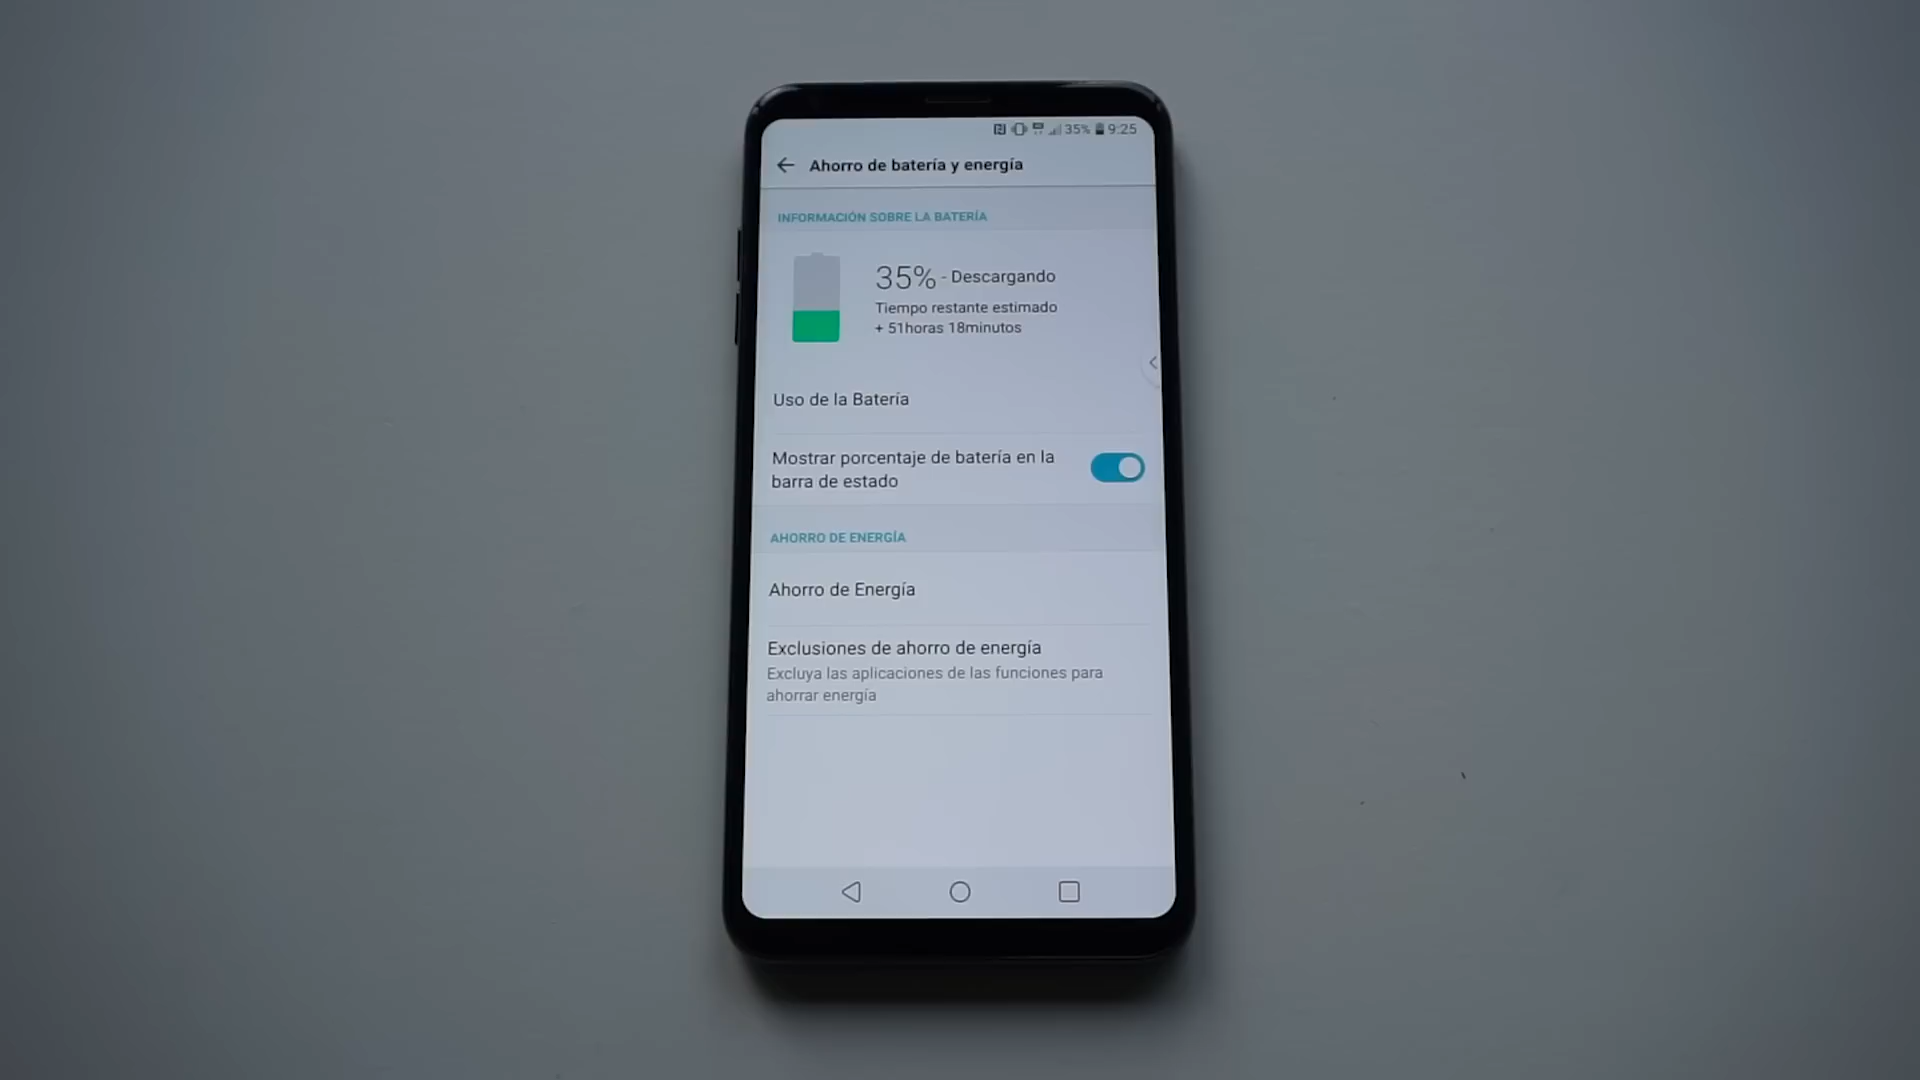 35% 9:25
Ahorro de batería y energía
INFORMACIÓN SOBRE LA BATERÍA
35% - Descargando
Tiempo restante estimado
+ 51horas 18minutos
Uso de la Batería
Mostrar porcentaje de batería en la
barra de estado
AHORRO DE ENERGÍA
Ahorro de Energía
Exclusiones de ahorro de energía
Excluya las aplicaciones de las funciones para
ahorrar energía